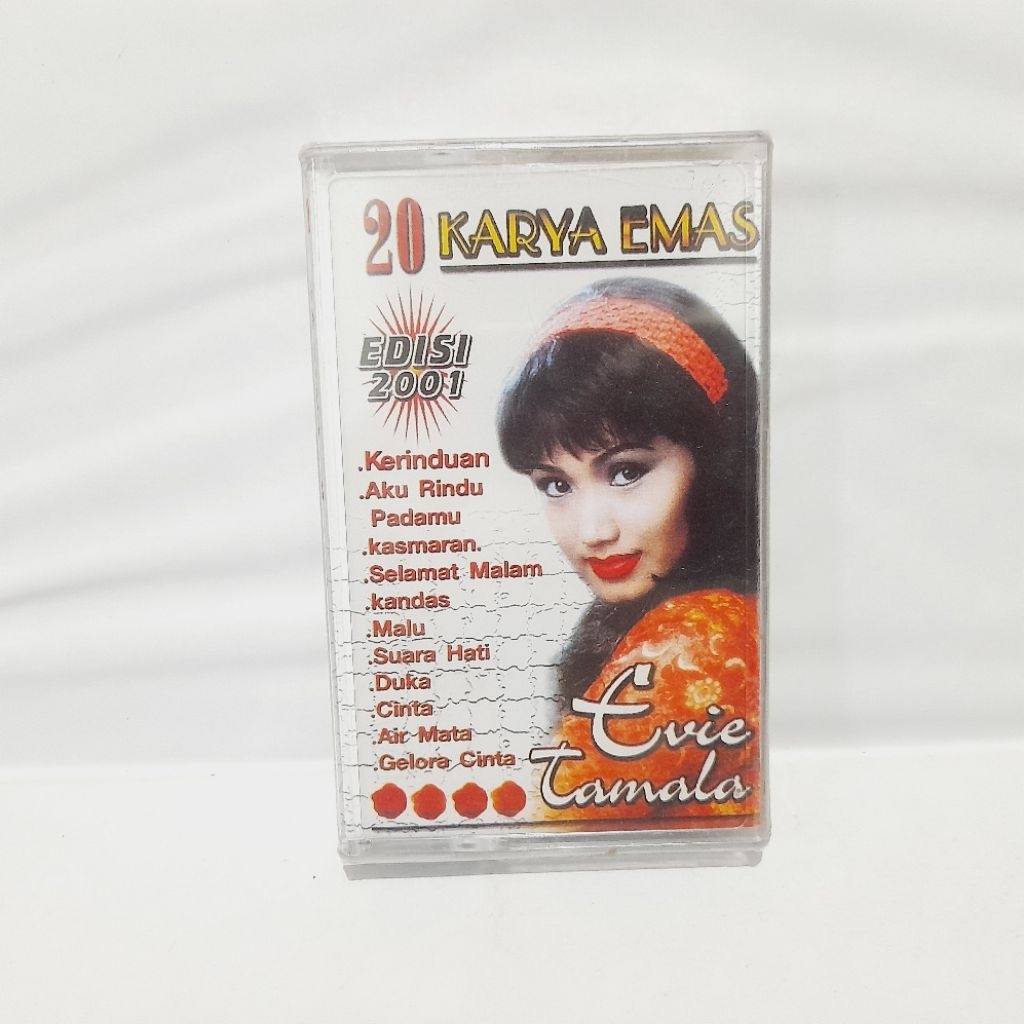 20 KARYA EMAS
EDISI
2001
.Kerinduan
.Aku Rindu
Padamu
.kasmaran.
.Selamat Malam
.kandas
.Malu
.Suara Hati
.Duka
.Cinta
.Air Mata
.Gelora Cinta
Evie
Tamala